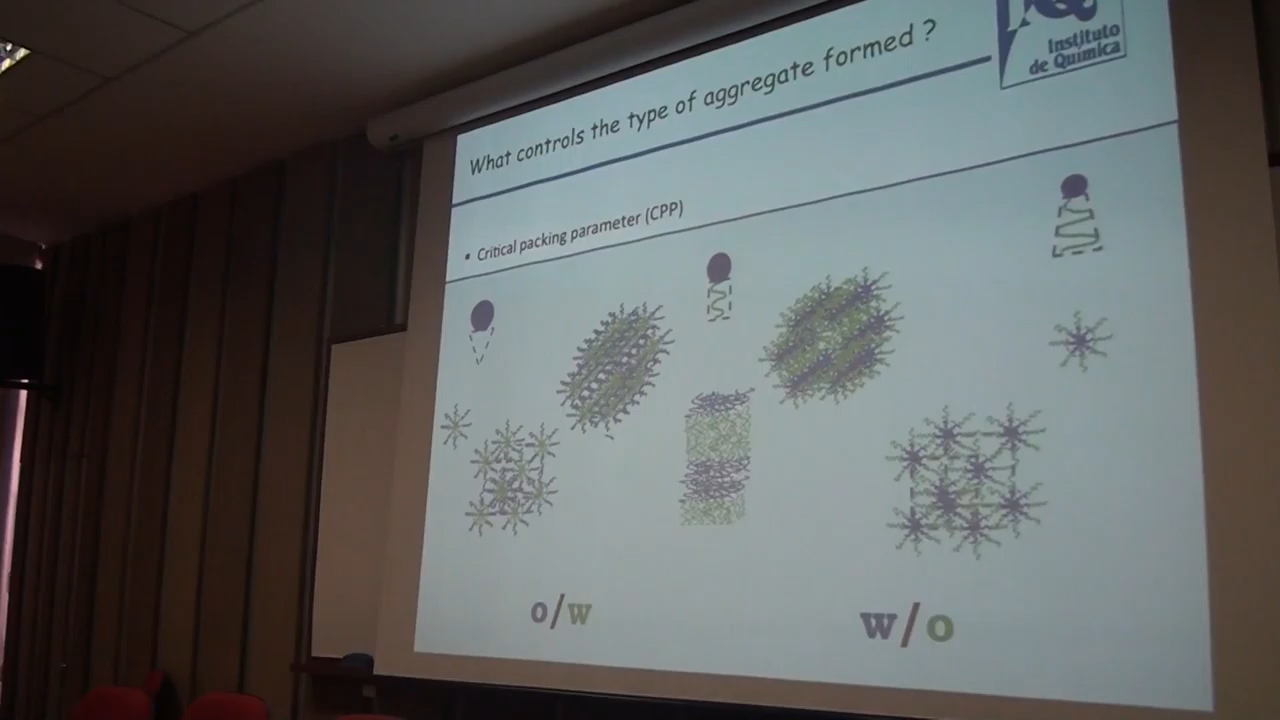 What controls the type of aggregate formed ?
Instituto
de Química
▪ Critical packing parameter (CPP)
o/w
w/o